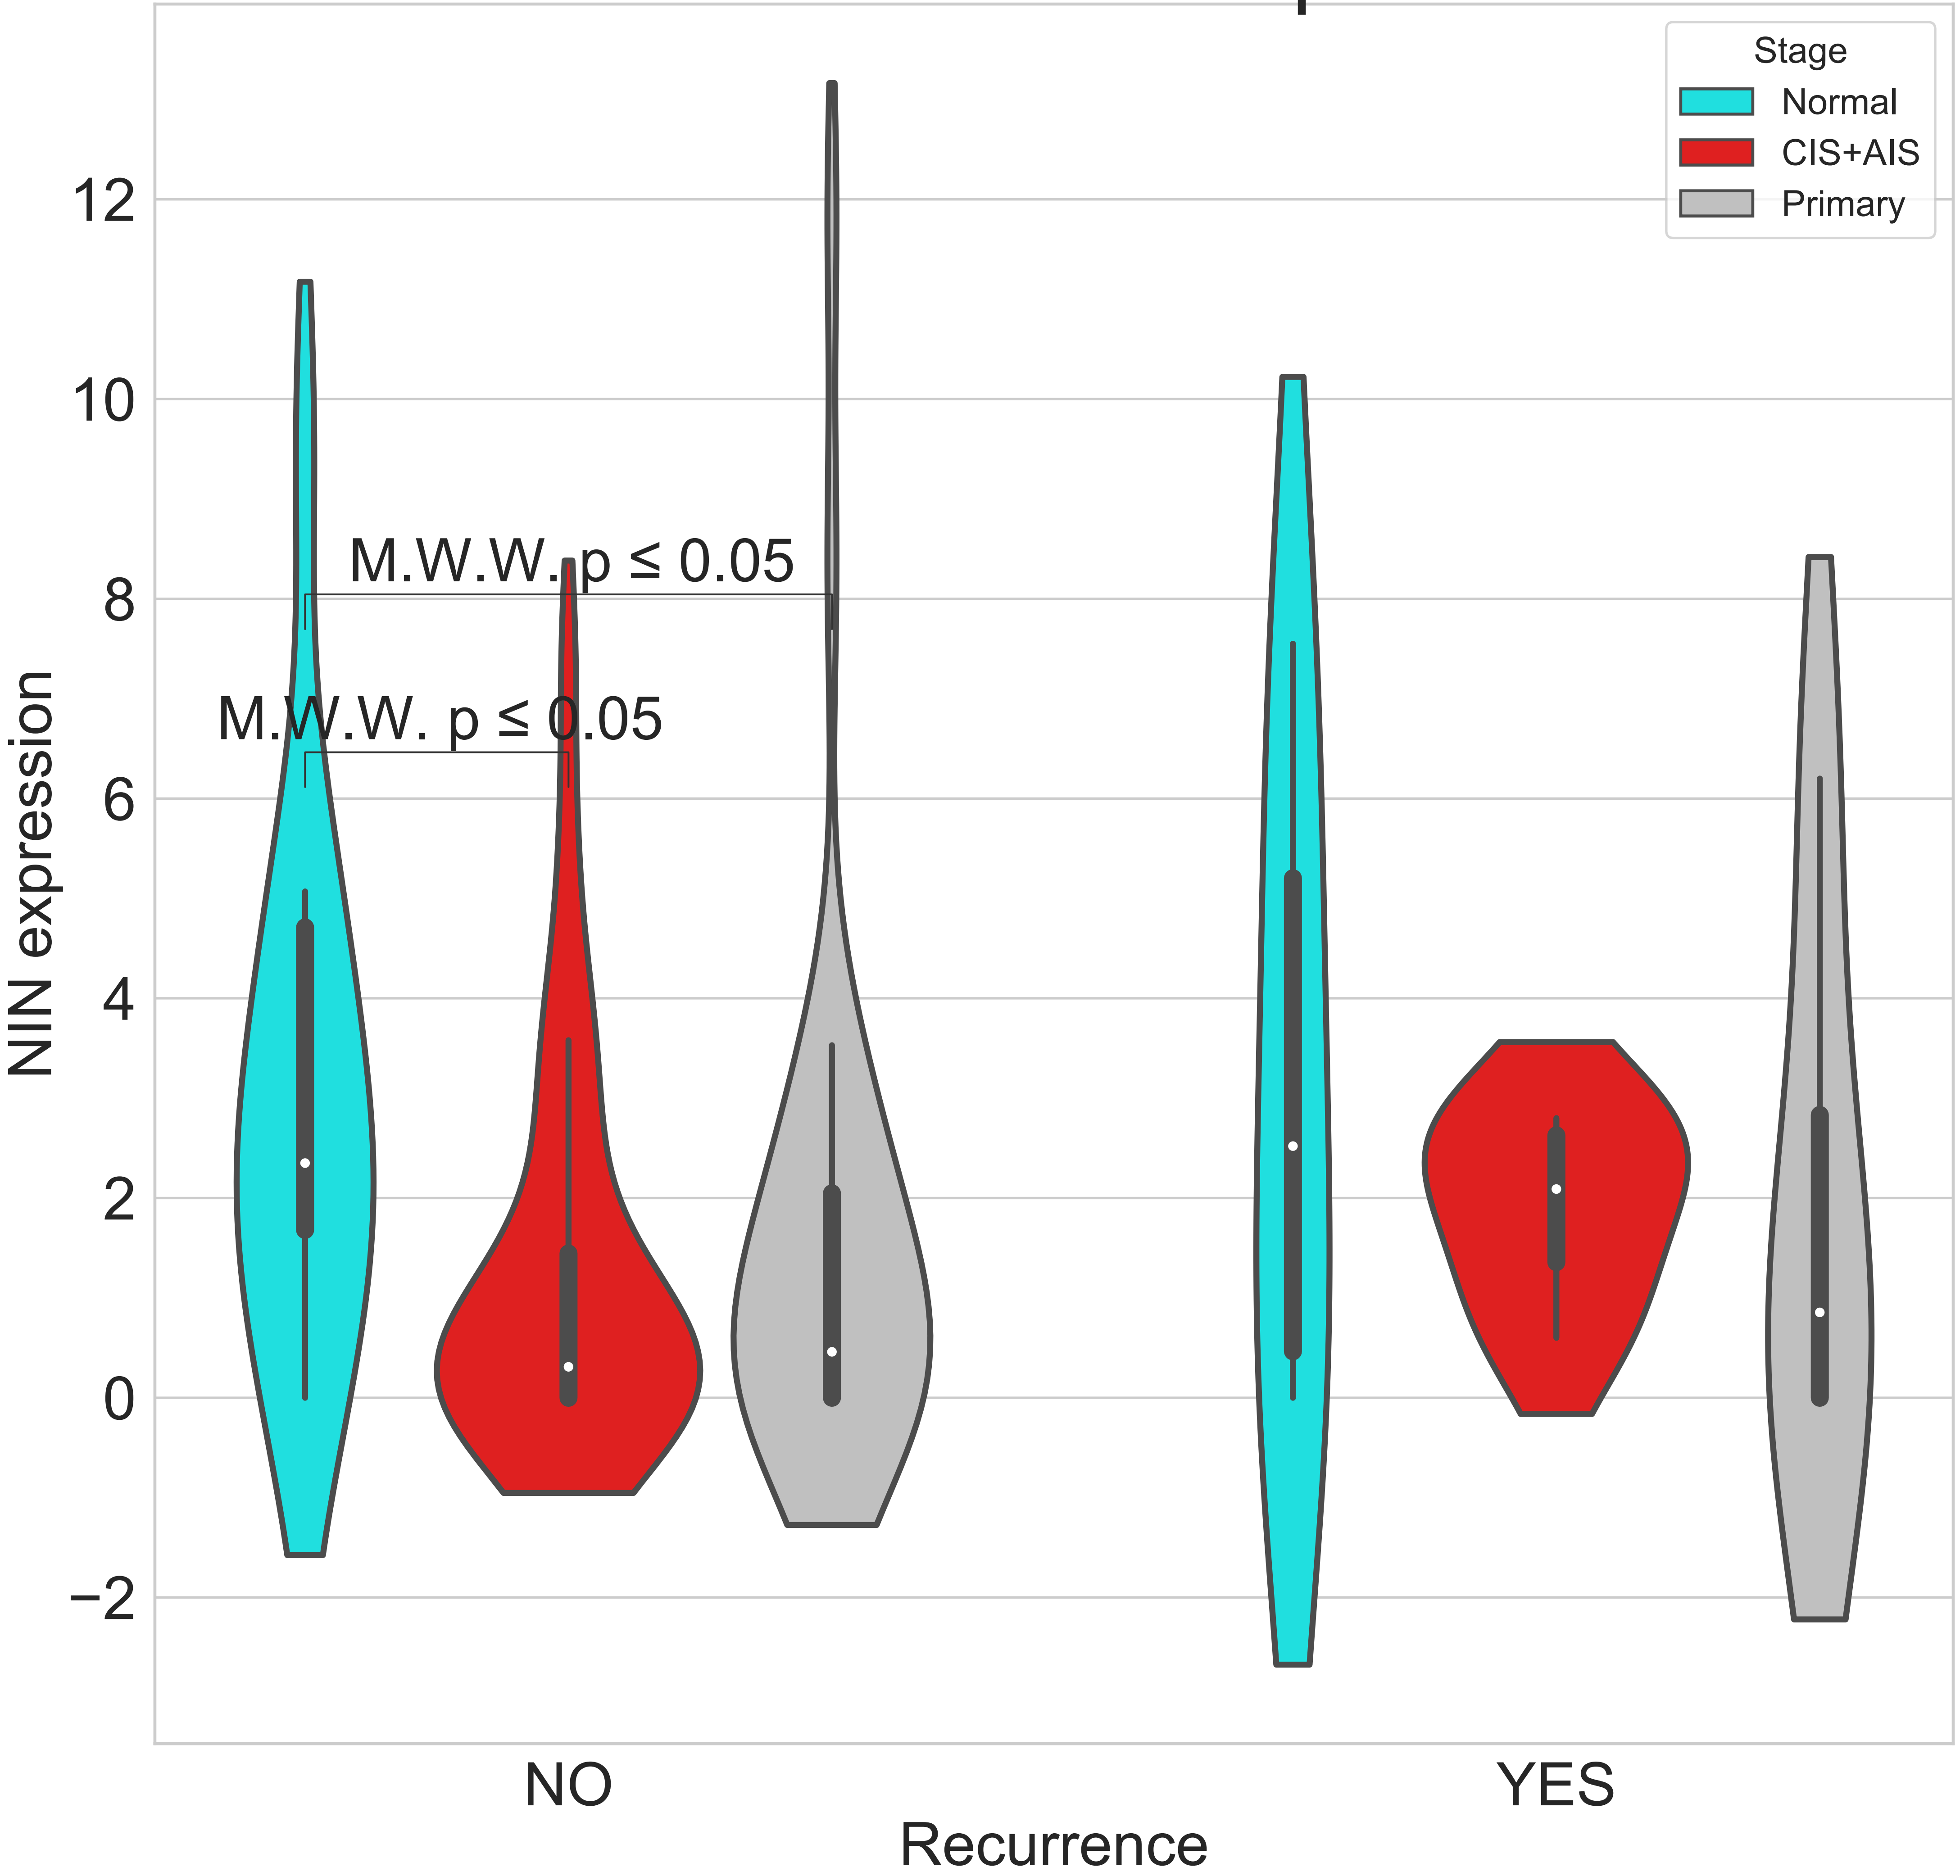 Stage
Normal
CIS+AIS
Primary
12
10
8
6
4
2
0
−2
NIN expression
M.W.W. p ≤ 0.05
M.W.W. p ≤ 0.05
NO
YES
Recurrence